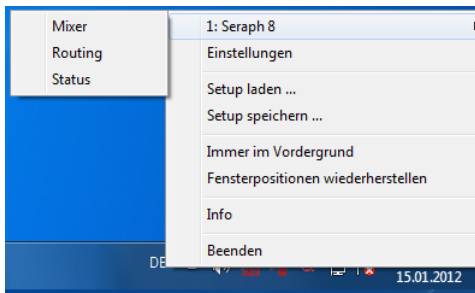 Mixer
Routing
Status
1: Seraph 8
Einstellungen
Setup laden ...
Setup speichern ...
Immer im Vordergrund
Fensterpositionen wiederherstellen
Info
Beenden
DE
15.01.2012